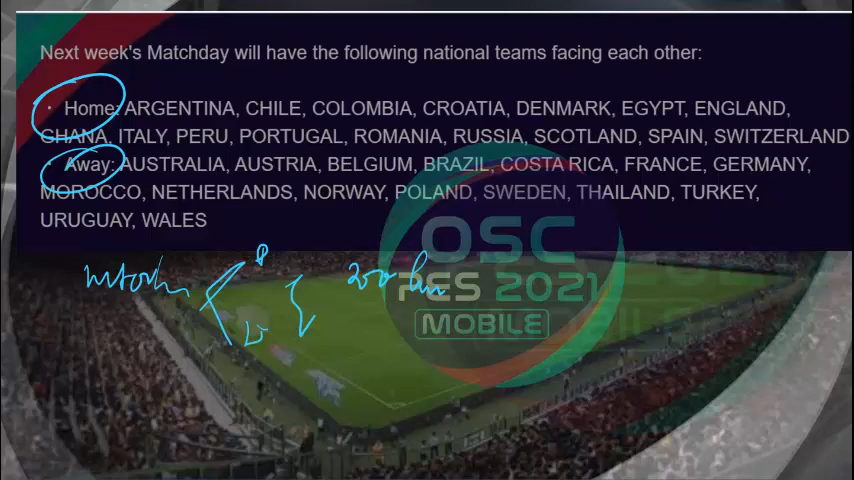 Next week's Matchday will have the following national teams facing each other:
· Home: ARGENTINA, CHILE, COLOMBIA, CROATIA, DENMARK, EGYPT, ENGLAND,
GHANA, ITALY, PERU, PORTUGAL, ROMANIA, RUSSIA, SCOTLAND, SPAIN, SWITZERLAND
· Away: AUSTRALIA, AUSTRIA, BELGIUM, BRAZIL, COSTA RICA, FRANCE, GERMANY,
MOROCCO, NETHERLANDS, NORWAY, POLAND, SWEDEN, THAILAND, TURKEY,
URUGUAY, WALES
OSC
PES 2021
MOBILE